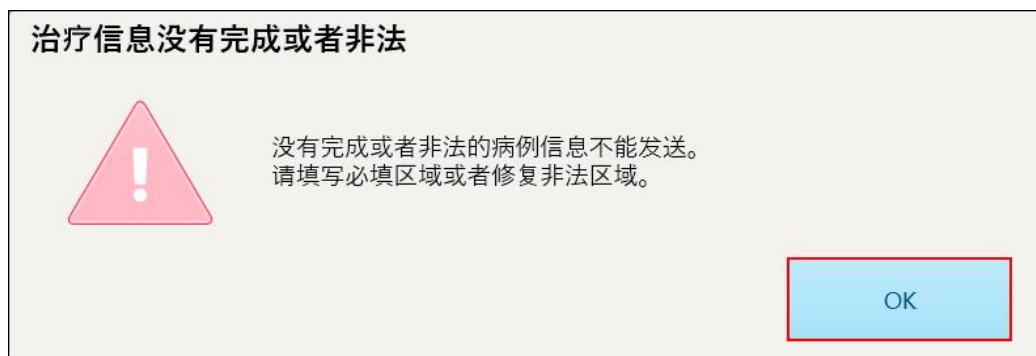 治疗信息没有完成或者非法
没有完成或者非法的病例信息不能发送。
请填写必填区域或者修复非法区域。
OK